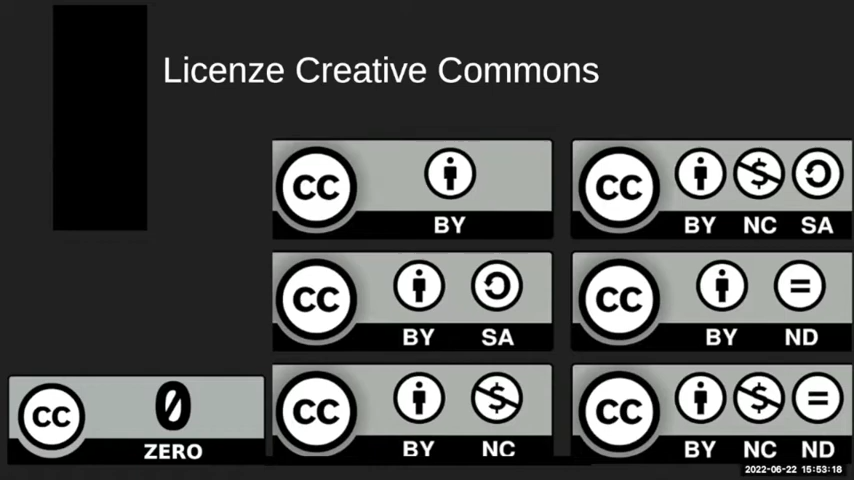 Licenze Creative Commons
CC BY
CC BY NC SA
CC BY SA
CC BY ND
CC 0 ZERO
CC BY NC
CC BY NC ND
2022-06-22 15:53:18